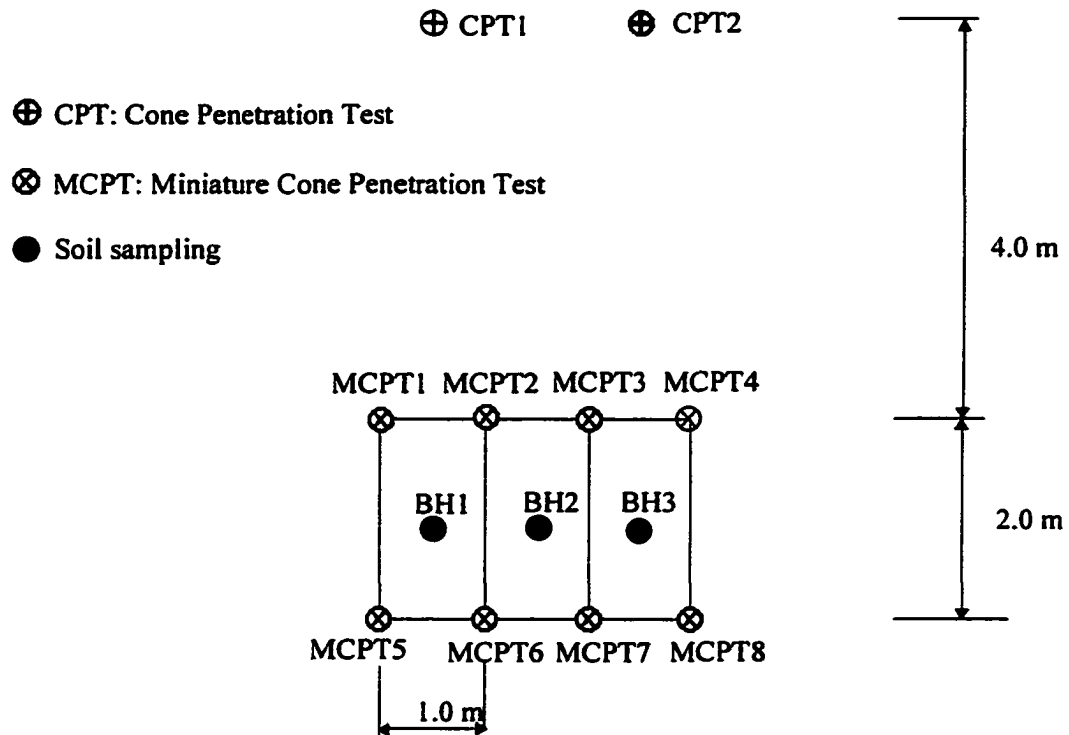 CPT1 CPT2
CPT: Cone Penetration Test
MCPT: Miniature Cone Penetration Test
Soil sampling
4.0 m
MCPT1 MCPT2 MCPT3 MCPT4
BH1 BH2 BH3
2.0 m
MCPT5 MCPT6 MCPT7 MCPT8
1.0 m